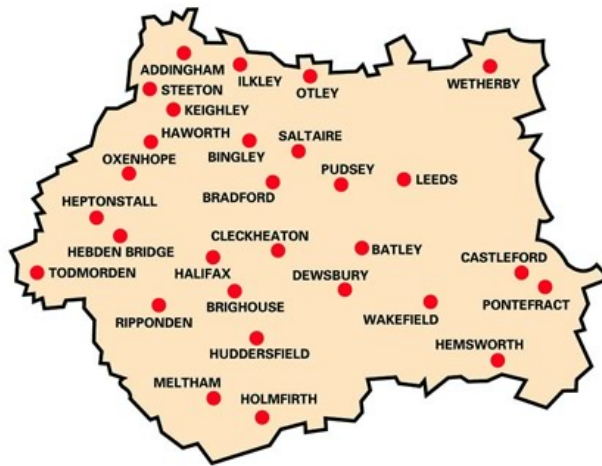 ADDINGHAM
ILKLEY
OTLEY
WETHERBY
STEETON
KEIGHLEY
HAWORTH
SALTAIRE
OXENHOPE
BINGLEY
PUDSEY
LEEDS
BRADFORD
HEPTONSTALL
CLECKHEATON
HEBDEN BRIDGE
BATLEY
CASTLEFORD
TODMORDEN
HALIFAX
DEWSBURY
PONTEFRACT
BRIGHOUSE
RIPPONDEN
WAKEFIELD
HUDDERSFIELD
HEMSWORTH
MELTHAM
HOLMFIRTH